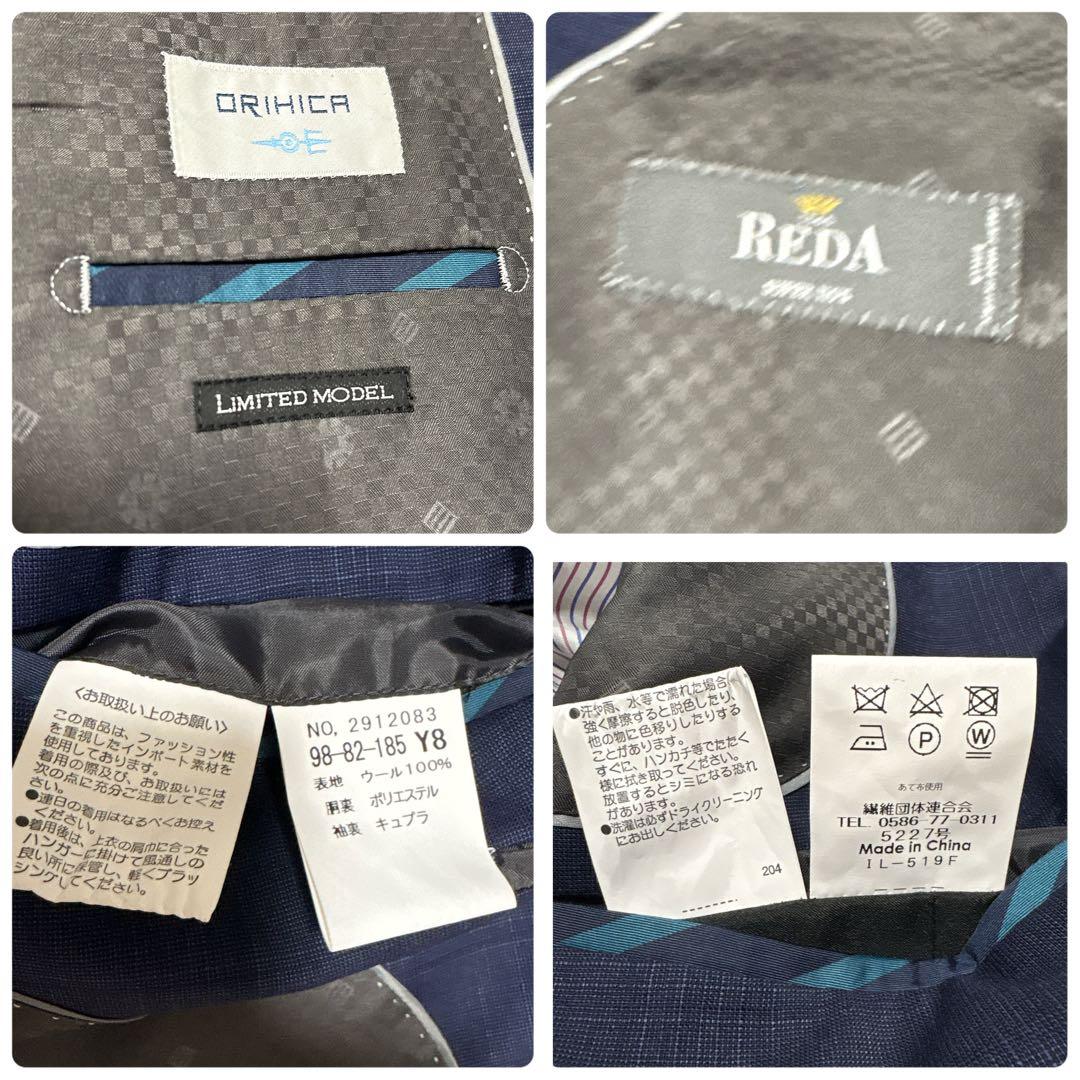 ORIHICA
LIMITED MODEL
REDA
〈お取扱い上のお願い〉
この商品は、ファッション性
を重視したインポート素材を
使用しております。
着用の際及び、お取扱いには
次の点に充分ご注意してくだ
さい。
●連日の着用はなるべくお控え
ください。
●着用後は、上衣の肩巾に合った
ハンガーに掛けて風通しの
良い所に保管し、軽くブラッ
シングしてください。
NO. 2912083
98-82-185 Y8
表地 ウール100%
胴裏 ポリエステル
袖裏 キュプラ
●汗や雨、水等で濡れた場合、
強く摩擦すると脱色したり、
他の物に色移りしたりする
ことがあります。
すぐに、ハンカチ等でたたく
様に拭き取ってください。
放置するとシミになる恐れ
があります。
●洗濯は必ずドライクリーニング
にお出しください。
204
P W
あて布使用
繊維団体連合会
TEL. 0586-77-0311
5227号
Made in China
IL-519F